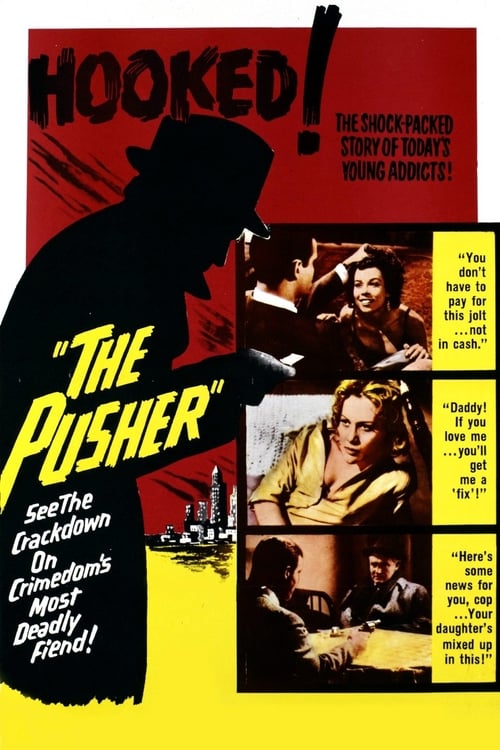 HOOKED!
THE SHOCK-PACKED
STORY OF TODAY'S
YOUNG ADDICTS!
"You
don't
have to
pay for
this jolt
...not
in cash."
"THE
PUSHER"
"Daddy!
If you
love me
...you'll
get
me a
'fix'!"
See The
Crackdown
On
Crimedom's
Most
Deadly
Fiend!
"Here's
some
news for
you, cop
...Your
daughter's
mixed up
in this!"